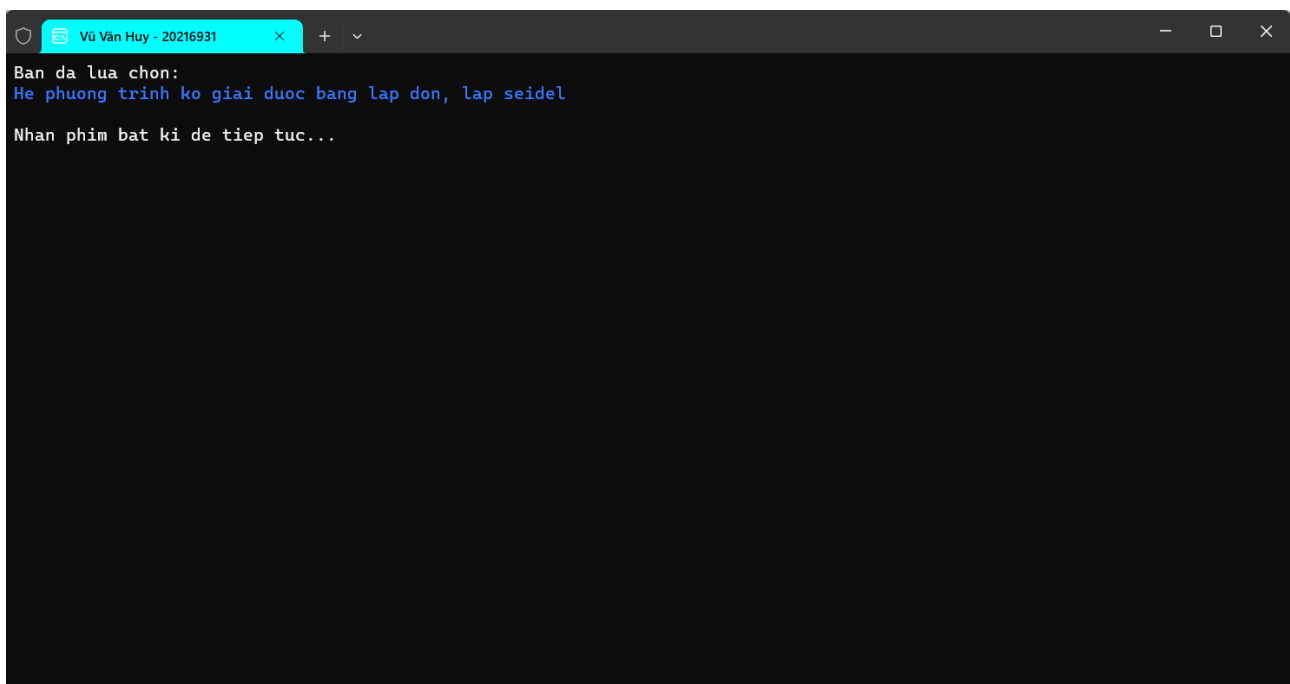 Vũ Văn Huy - 20216931
Ban da lua chon:
He phuong trinh ko giai duoc bang lap don, lap seidel
Nhan phim bat ki de tiep tuc...